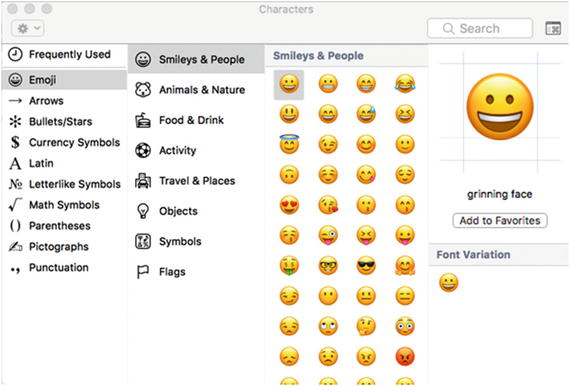 Characters
Search
Frequently Used
Emoji
Arrows
Bullets/Stars
$ Currency Symbols
A Latin
№ Letterlike Symbols
√ Math Symbols
( ) Parentheses
Pictographs
., Punctuation
Smileys & People
Animals & Nature
Food & Drink
Activity
Travel & Places
Objects
Symbols
Flags
Smileys & People
grinning face
Add to Favorites
Font Variation